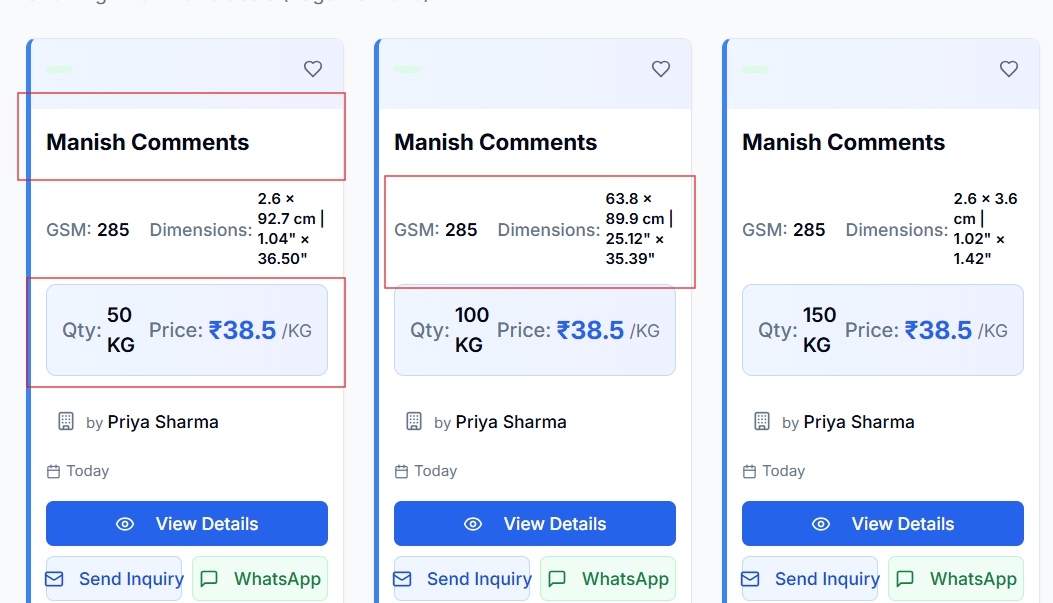 Manish Comments
GSM: 285 Dimensions: 2.6 ×
92.7 cm |
1.04" ×
36.50"
Qty: 50
KG
Price: ₹38.5 /KG
by Priya Sharma
Today
View Details
Send Inquiry
WhatsApp
Manish Comments
GSM: 285 Dimensions: 63.8 ×
89.9 cm |
25.12" ×
35.39"
Qty: 100
KG
Price: ₹38.5 /KG
by Priya Sharma
Today
View Details
Send Inquiry
WhatsApp
Manish Comments
GSM: 285 Dimensions: 2.6 × 3.6
cm |
1.02" ×
1.42"
Qty: 150
KG
Price: ₹38.5 /KG
by Priya Sharma
Today
View Details
Send Inquiry
WhatsApp